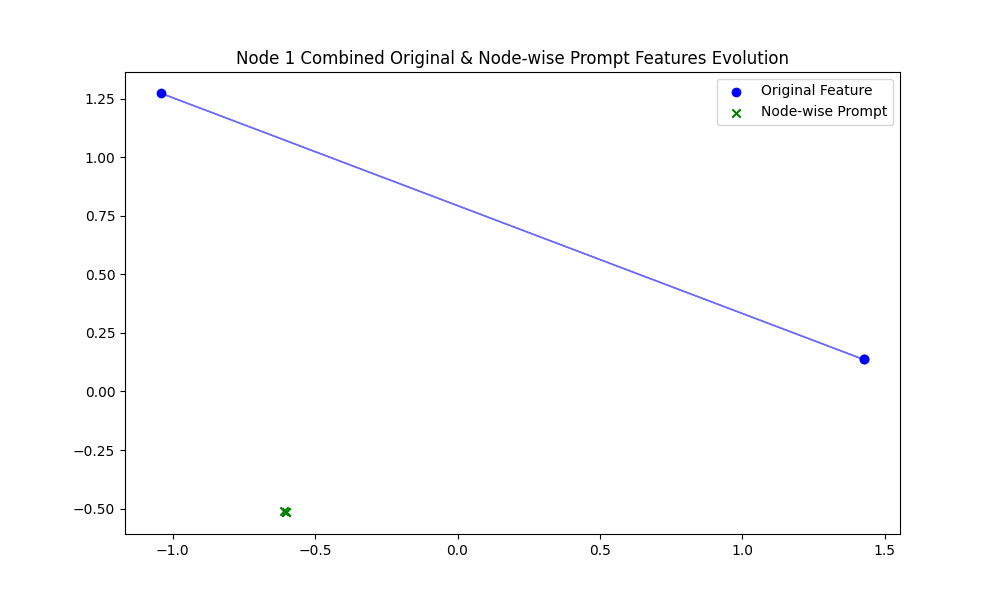 Node 1 Combined Original & Node-wise Prompt Features Evolution
Original Feature
Node-wise Prompt
1.25
1.00
0.75
0.50
0.25
0.00
−0.25
−0.50
−1.0 −0.5 0.0 0.5 1.0 1.5